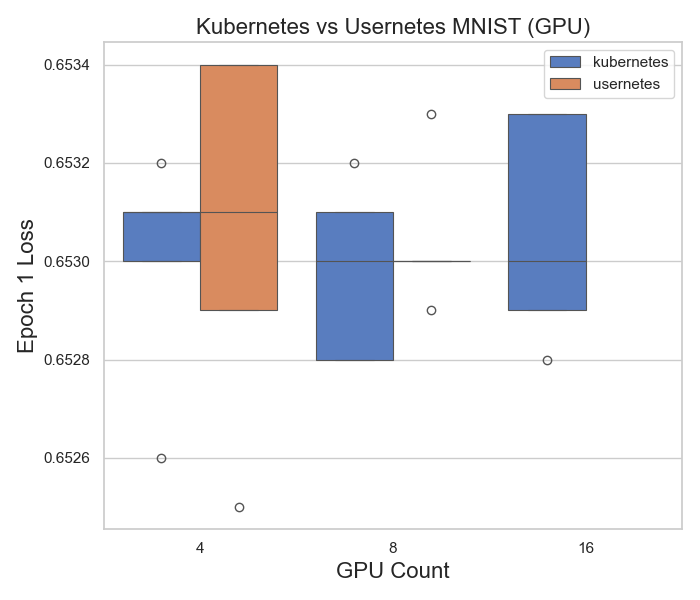 Kubernetes vs Usernetes MNIST (GPU)
kubernetes
usernetes
Epoch 1 Loss
0.6534
0.6532
0.6530
0.6528
0.6526
4
8
16
GPU Count